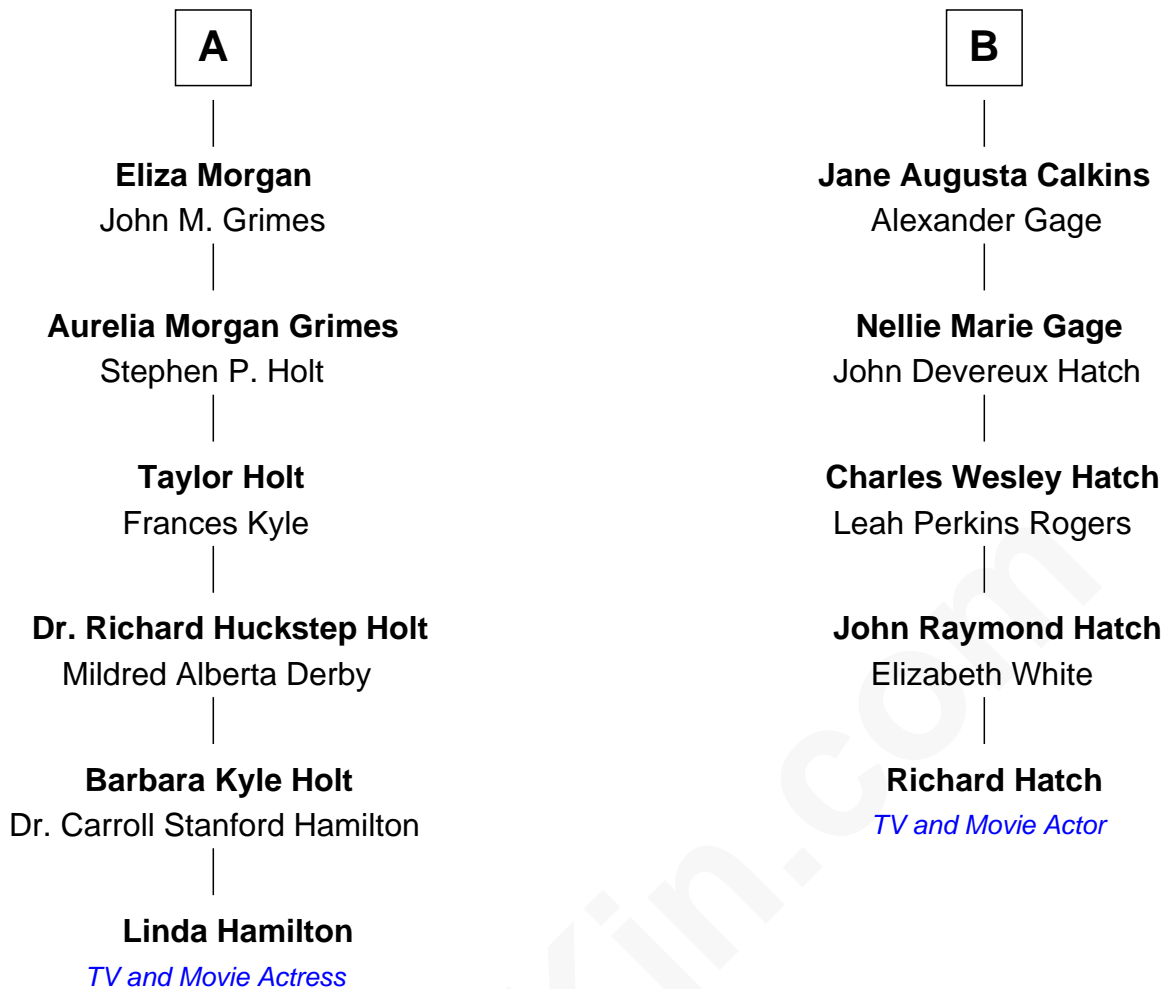 A
Eliza Morgan
John M. Grimes
Aurelia Morgan Grimes
Stephen P. Holt
Taylor Holt
Frances Kyle
Dr. Richard Huckstep Holt
Mildred Alberta Derby
Barbara Kyle Holt
Dr. Carroll Stanford Hamilton
Linda Hamilton
TV and Movie Actress
B
Jane Augusta Calkins
Alexander Gage
Nellie Marie Gage
John Devereux Hatch
Charles Wesley Hatch
Leah Perkins Rogers
John Raymond Hatch
Elizabeth White
Richard Hatch
TV and Movie Actor
Kin.com